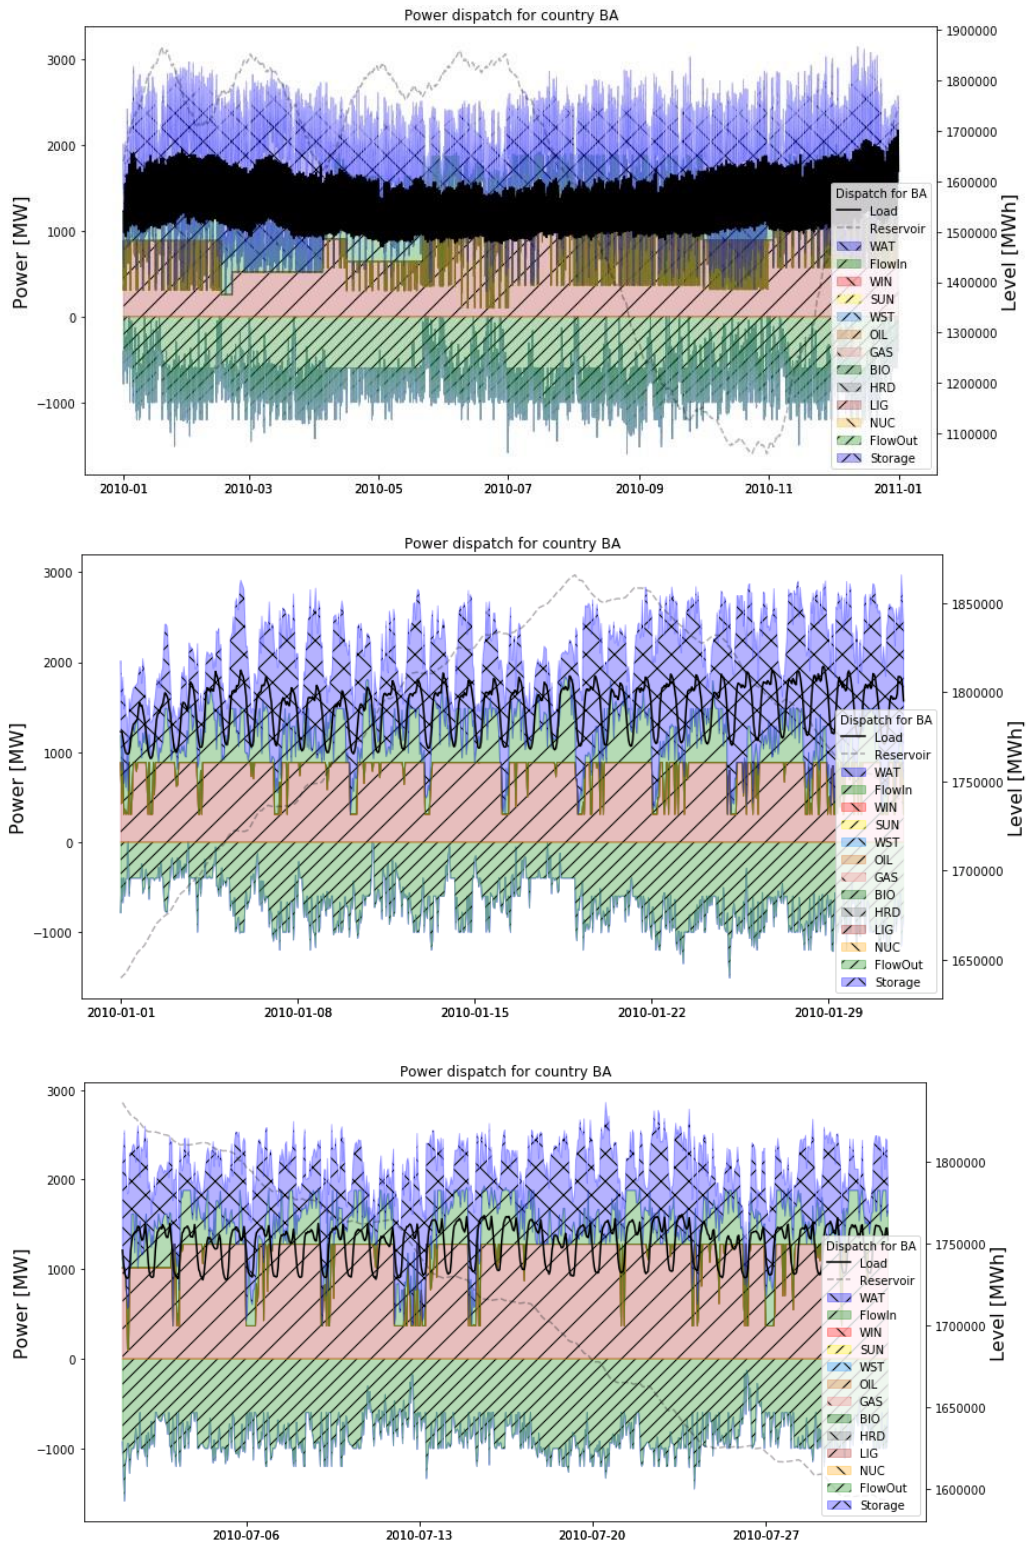 Power dispatch for country BA
3000
2000
1000
0
−1000
Power [MW]
1900000
1800000
1700000
1600000
1500000
1400000
1300000
1200000
1100000
Level [MWh]
Dispatch for BA
Load
Reservoir
WAT
FlowIn
WIN
SUN
WST
OIL
GAS
BIO
HRD
LIG
NUC
FlowOut
Storage
2010-01
2010-03
2010-05
2010-07
2010-09
2010-11
2011-01
Power dispatch for country BA
3000
2000
1000
0
−1000
Power [MW]
1850000
1800000
1750000
1700000
1650000
Level [MWh]
Dispatch for BA
Load
Reservoir
WAT
FlowIn
WIN
SUN
WST
OIL
GAS
BIO
HRD
LIG
NUC
FlowOut
Storage
2010-01-01
2010-01-08
2010-01-15
2010-01-22
2010-01-29
Power dispatch for country BA
3000
2000
1000
0
−1000
Power [MW]
1800000
1750000
1700000
1650000
1600000
Level [MWh]
Dispatch for BA
Load
Reservoir
WAT
FlowIn
WIN
SUN
WST
OIL
GAS
BIO
HRD
LIG
NUC
FlowOut
Storage
2010-07-06
2010-07-13
2010-07-20
2010-07-27